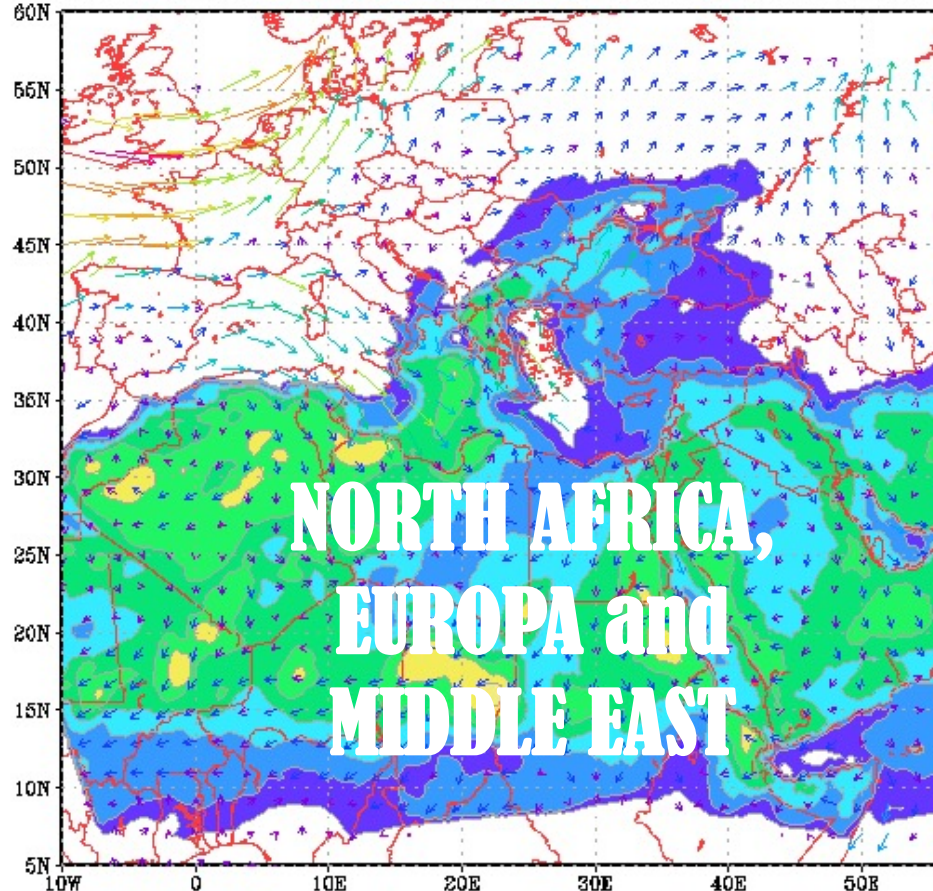 60N
55N
50N
45N
40N
35N
30N
25N
20N
15N
10N
5N
10W 0 10E 20E 30E 40E 50E
NORTH AFRICA,
EUROPA and
MIDDLE EAST